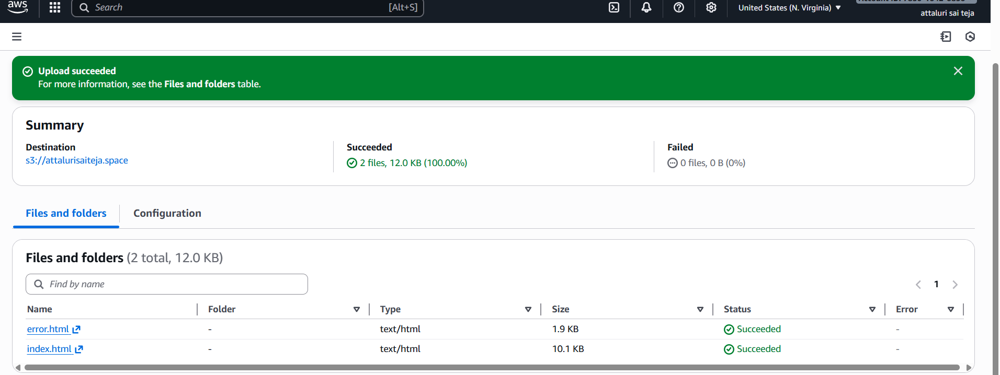 aws
Search [Alt+S] United States (N. Virginia)
attaluri sai teja
Upload succeeded
For more information, see the Files and folders table.
Summary
Destination Succeeded Failed
s3://attalurisaiteja.space 2 files, 12.0 KB (100.00%) 0 files, 0 B (0%)
Files and folders Configuration
Files and folders (2 total, 12.0 KB)
Find by name 1
Name Folder Type Size Status Error
error.html - text/html 1.9 KB Succeeded -
index.html - text/html 10.1 KB Succeeded -